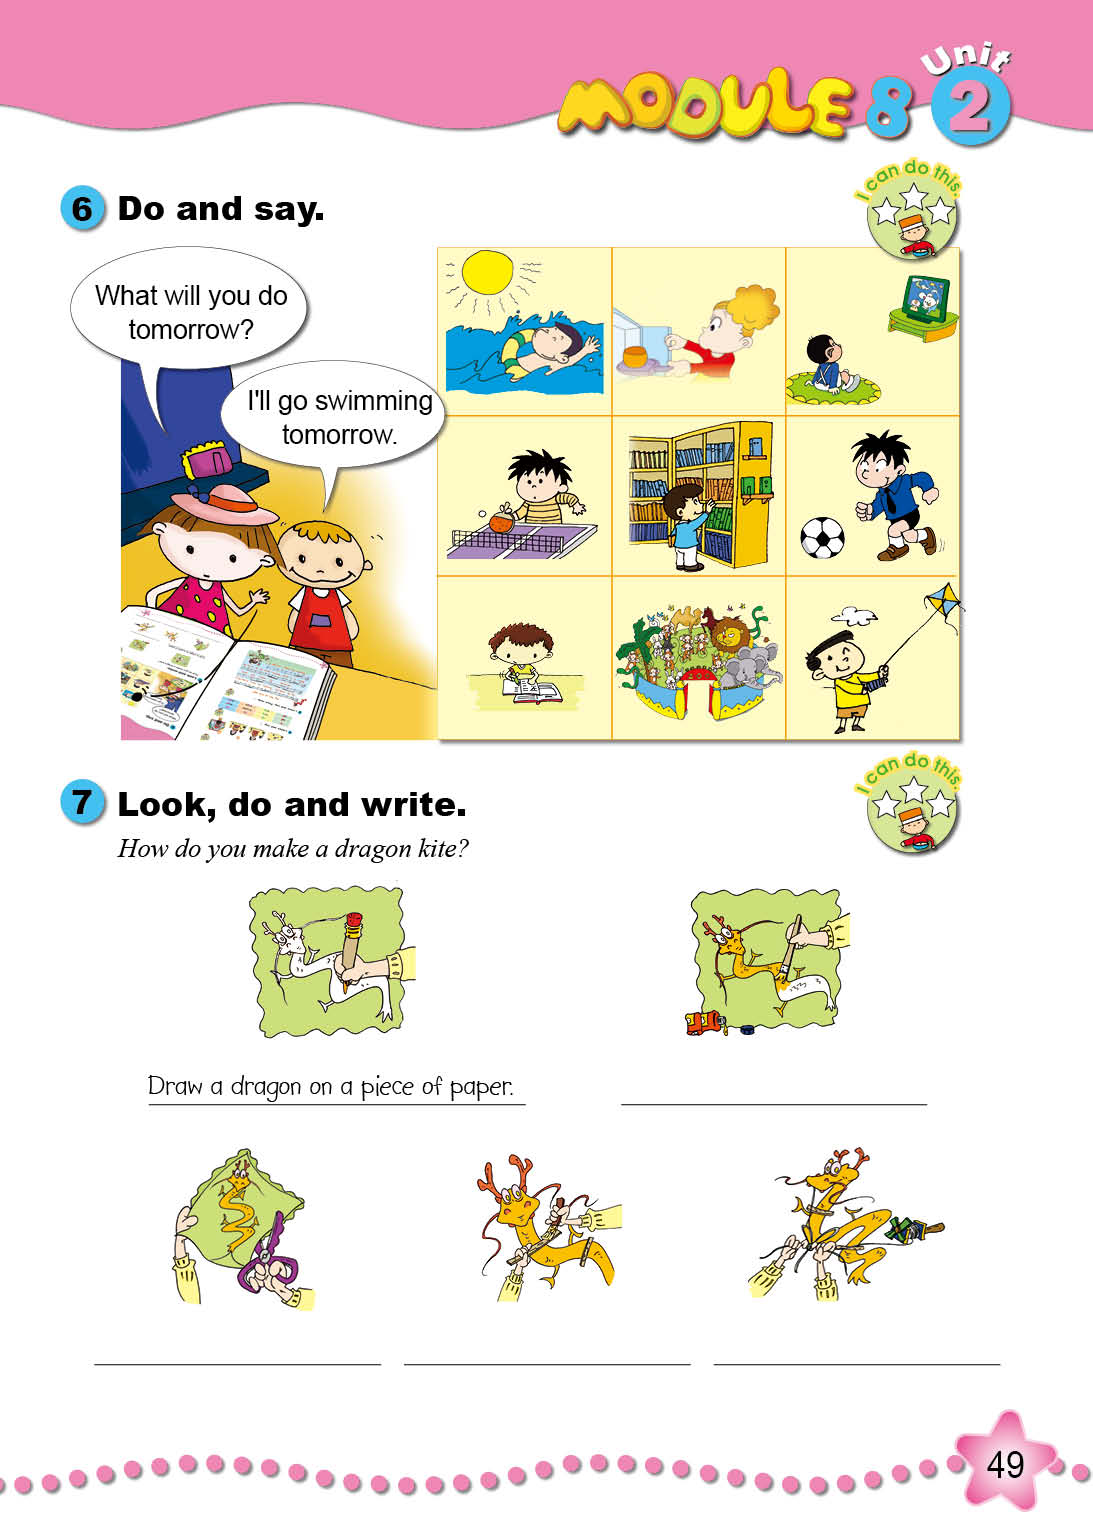 MODULE 8 Unit 2
6 Do and say.
I can do this.
What will you do
tomorrow?
I'll go swimming
tomorrow.
7 Look, do and write.
I can do this.
How do you make a dragon kite?
Draw a dragon on a piece of paper.
49